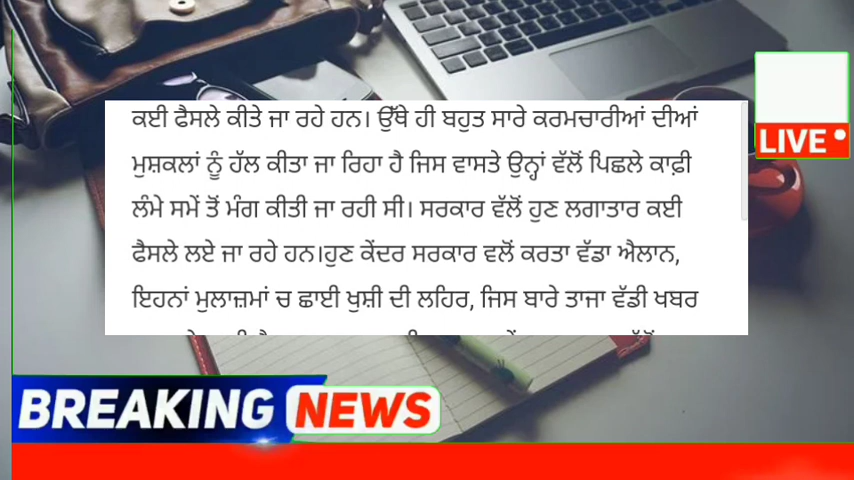 ਕਈ ਫੈਸਲੇ ਕੀਤੇ ਜਾ ਰਹੇ ਹਨ। ਉੱਥੇ ਹੀ ਬਹੁਤ ਸਾਰੇ ਕਰਮਚਾਰੀਆਂ ਦੀਆਂ
ਮੁਸ਼ਕਲਾਂ ਨੂੰ ਹੱਲ ਕੀਤਾ ਜਾ ਰਿਹਾ ਹੈ ਜਿਸ ਵਾਸਤੇ ਉਨ੍ਹਾਂ ਵੱਲੋਂ ਪਿਛਲੇ ਕਾਫ਼ੀ
ਲੰਮੇ ਸਮੇਂ ਤੋਂ ਮੰਗ ਕੀਤੀ ਜਾ ਰਹੀ ਸੀ। ਸਰਕਾਰ ਵੱਲੋਂ ਹੁਣ ਲਗਾਤਾਰ ਕਈ
ਫੈਸਲੇ ਲਏ ਜਾ ਰਹੇ ਹਨ।ਹੁਣ ਕੇਂਦਰ ਸਰਕਾਰ ਵਲੋਂ ਕਰਤਾ ਵੱਡਾ ਐਲਾਨ,
ਇਹਨਾਂ ਮੁਲਾਜ਼ਮਾਂ ਚ ਛਾਈ ਖੁਸ਼ੀ ਦੀ ਲਹਿਰ, ਜਿਸ ਬਾਰੇ ਤਾਜਾ ਵੱਡੀ ਖਬਰ
LIVE
BREAKING NEWS